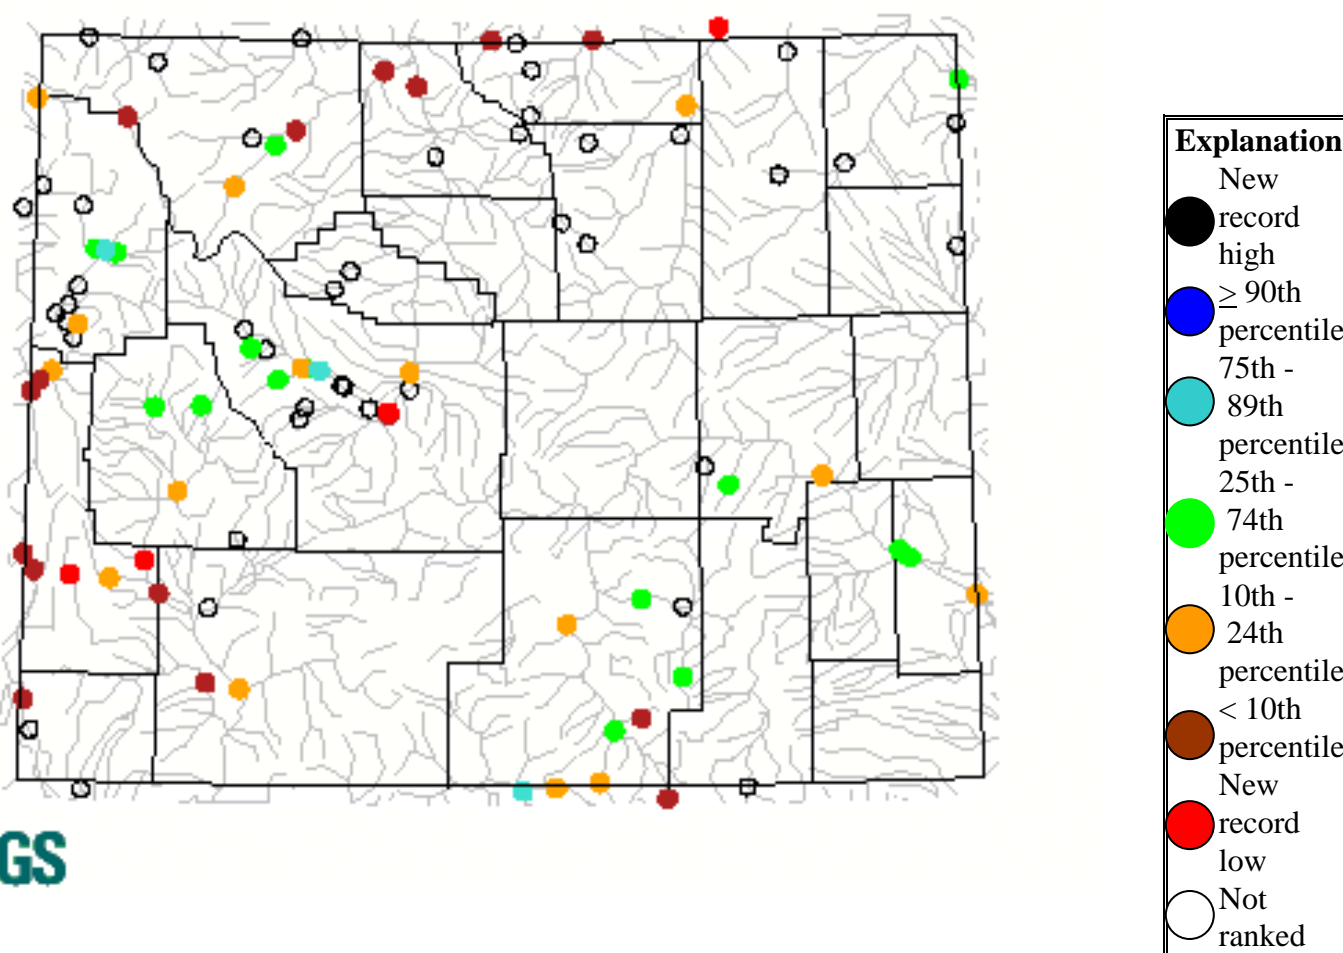 Explanation
New
record
high
≥ 90th
percentile
75th -
89th
percentile
25th -
74th
percentile
10th -
24th
percentile
< 10th
percentile
New
record
low
Not
ranked
GS